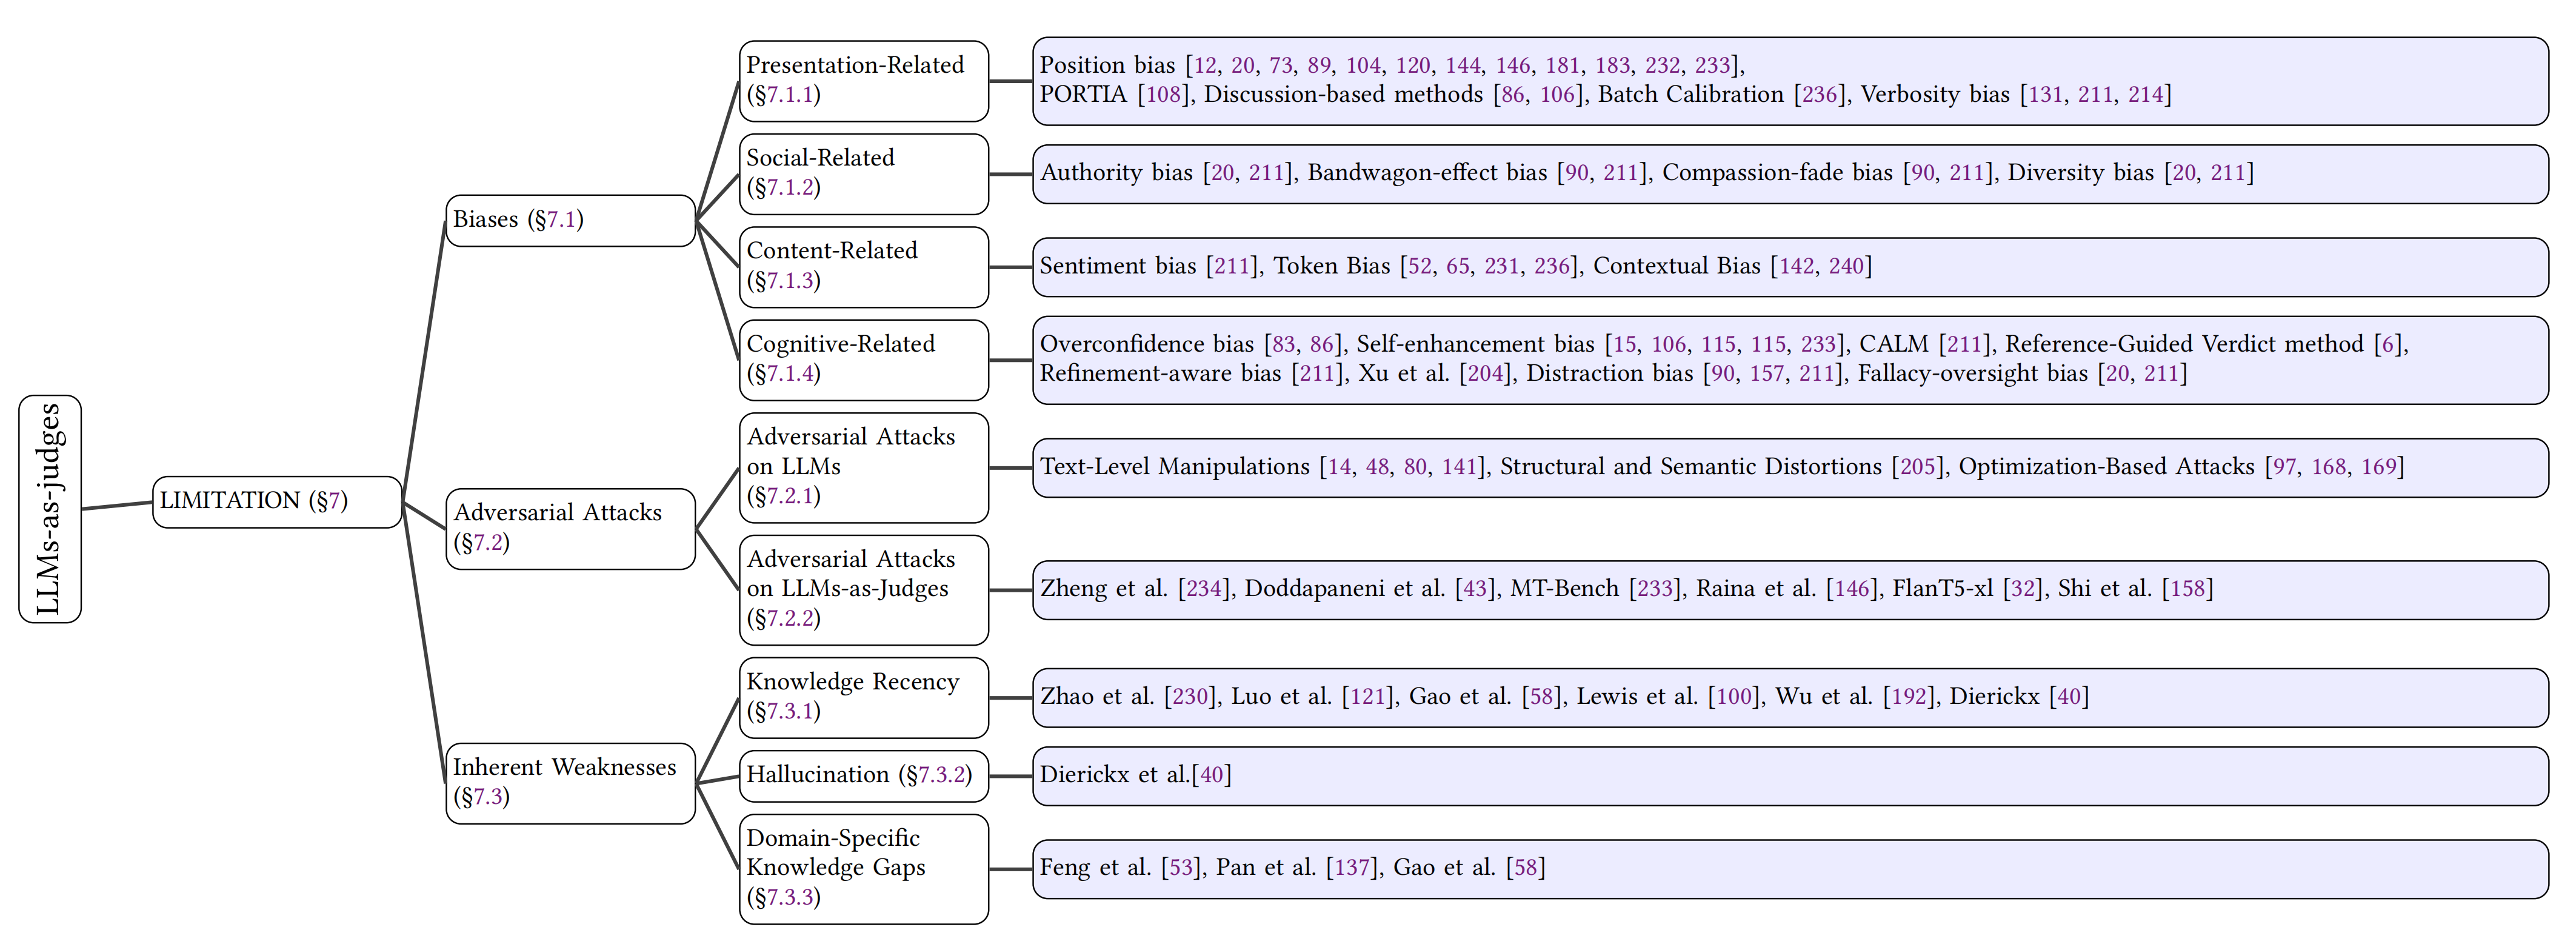 LLMs-as-judges
LIMITATION (§7)
Biases (§7.1)
Presentation-Related
(§7.1.1)
Position bias [12, 20, 73, 89, 104, 120, 144, 146, 181, 183, 232, 233],
PORTIA [108], Discussion-based methods [86, 106], Batch Calibration [236], Verbosity bias [131, 211, 214]
Social-Related
(§7.1.2)
Authority bias [20, 211], Bandwagon-effect bias [90, 211], Compassion-fade bias [90, 211], Diversity bias [20, 211]
Content-Related
(§7.1.3)
Sentiment bias [211], Token Bias [52, 65, 231, 236], Contextual Bias [142, 240]
Cognitive-Related
(§7.1.4)
Overconfidence bias [83, 86], Self-enhancement bias [15, 106, 115, 115, 233], CALM [211], Reference-Guided Verdict method [6],
Refinement-aware bias [211], Xu et al. [204], Distraction bias [90, 157, 211], Fallacy-oversight bias [20, 211]
Adversarial Attacks
(§7.2)
Adversarial Attacks
on LLMs
(§7.2.1)
Text-Level Manipulations [14, 48, 80, 141], Structural and Semantic Distortions [205], Optimization-Based Attacks [97, 168, 169]
Adversarial Attacks
on LLMs-as-Judges
(§7.2.2)
Zheng et al. [234], Doddapaneni et al. [43], MT-Bench [233], Raina et al. [146], FlanT5-xl [32], Shi et al. [158]
Inherent Weaknesses
(§7.3)
Knowledge Recency
(§7.3.1)
Zhao et al. [230], Luo et al. [121], Gao et al. [58], Lewis et al. [100], Wu et al. [192], Dierickx [40]
Hallucination (§7.3.2)
Dierickx et al.[40]
Domain-Specific
Knowledge Gaps
(§7.3.3)
Feng et al. [53], Pan et al. [137], Gao et al. [58]